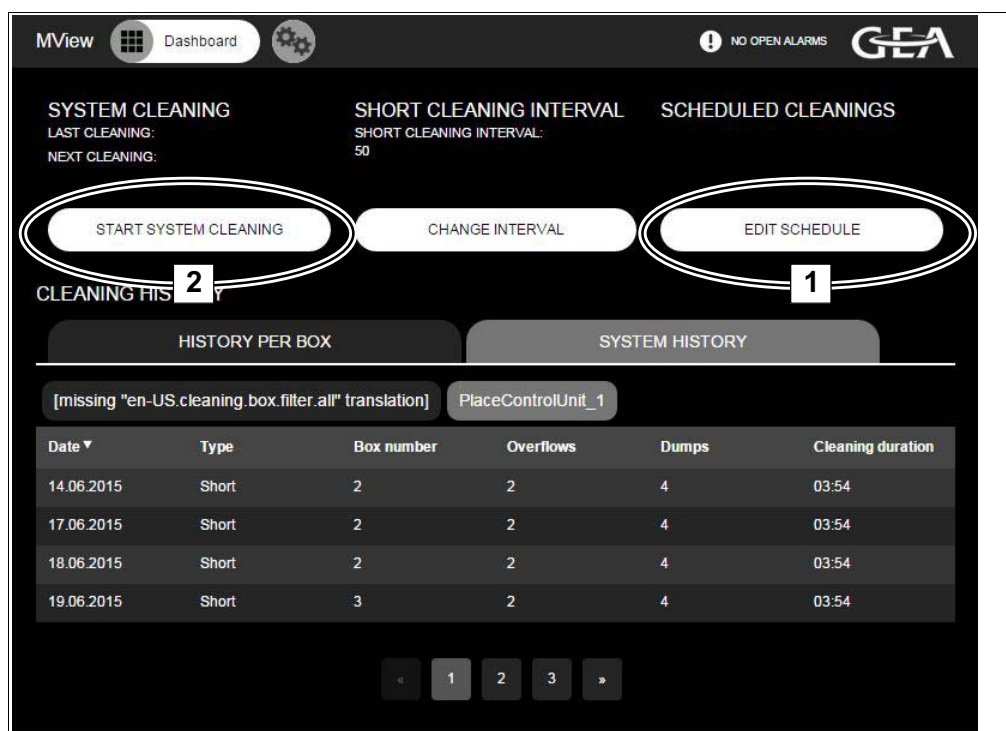 MView Dashboard NO OPEN ALARMS GEA
SYSTEM CLEANING SHORT CLEANING INTERVAL SCHEDULED CLEANINGS
LAST CLEANING: SHORT CLEANING INTERVAL:
NEXT CLEANING: 50
START SYSTEM CLEANING CHANGE INTERVAL EDIT SCHEDULE
2 1
CLEANING HIS Y
HISTORY PER BOX SYSTEM HISTORY
[missing "en-US.cleaning.box.filter.all" translation] PlaceControlUnit_1
Date ▼ Type Box number Overflows Dumps Cleaning duration
14.06.2015 Short 2 2 4 03:54
17.06.2015 Short 2 2 4 03:54
18.06.2015 Short 2 2 4 03:54
19.06.2015 Short 3 2 4 03:54
« 1 2 3 »